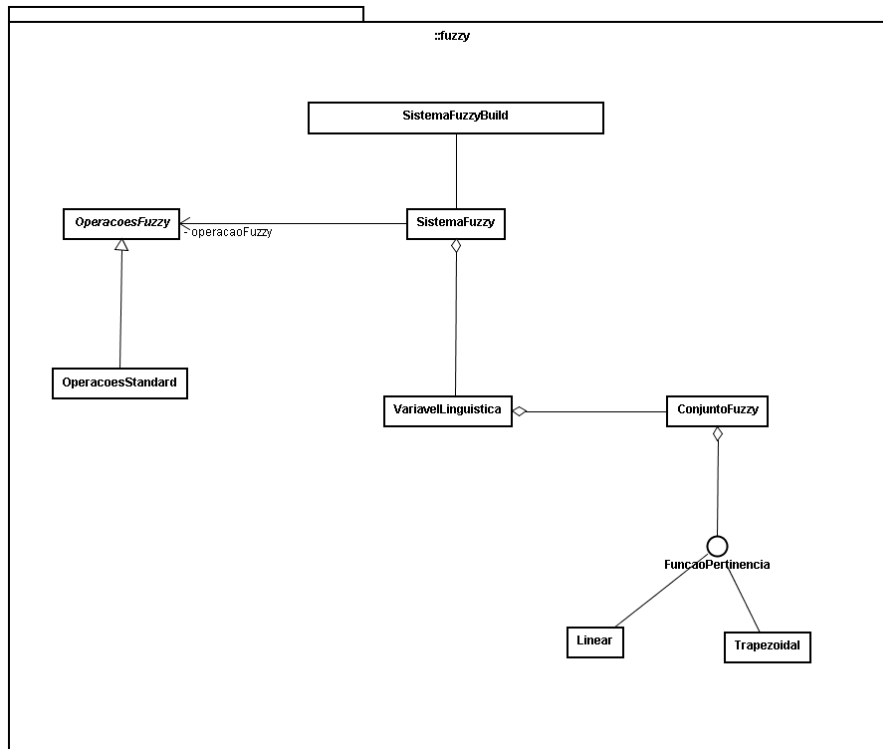 ::fuzzy
SistemaFuzzyBuild
OperacoesFuzzy
SistemaFuzzy
- operacaoFuzzy
OperacoesStandard
VariavelLinguistica
ConjuntoFuzzy
FuncaoPertinencia
Linear
Trapezoidal